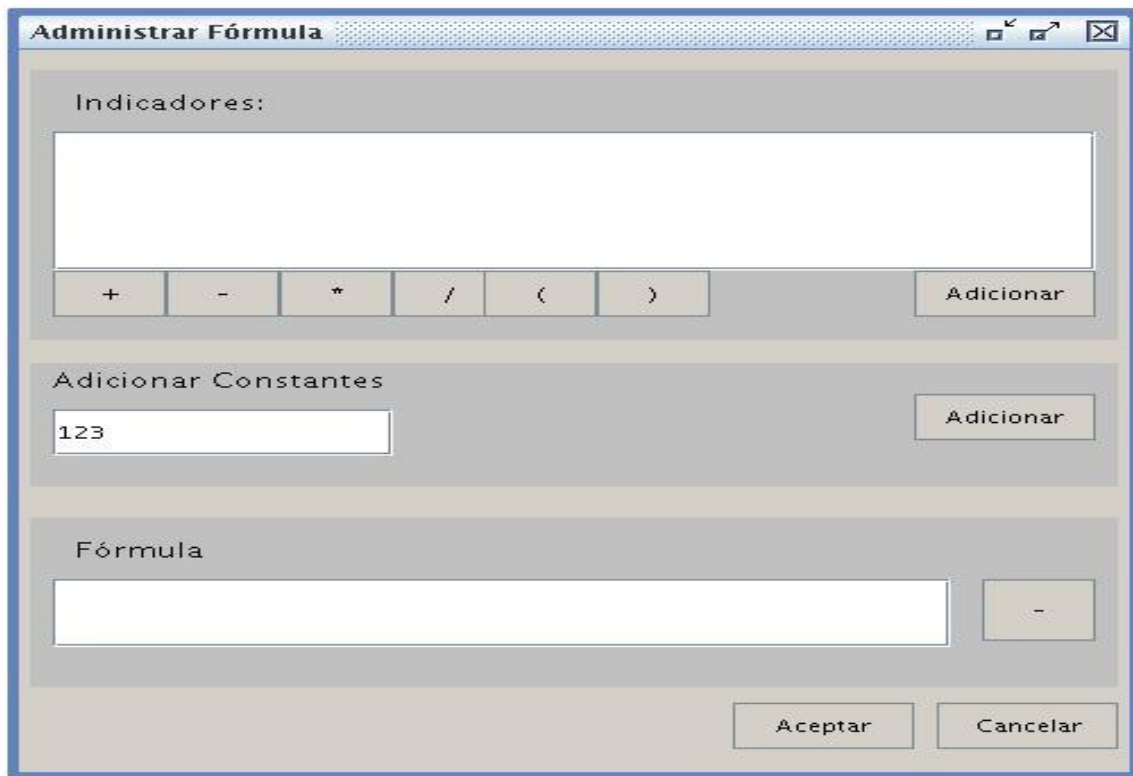 Administrar Fórmula
Indicadores:
+ - * / ( ) Adicionar
Adicionar Constantes
123 Adicionar
Fórmula
-
Aceptar Cancelar